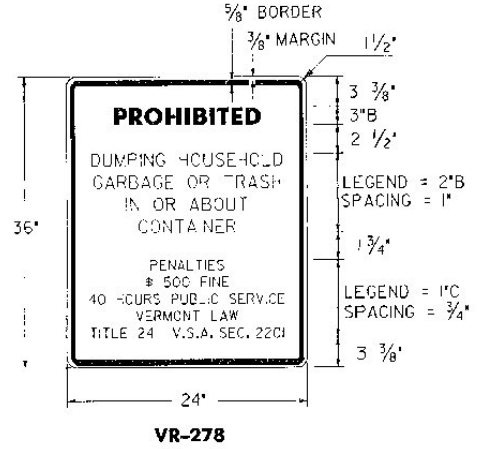 5/8" BORDER
3/8" MARGIN
1 1/2"
3 3/8"
PROHIBITED
3"B
2 1/2"
DUMPING HOUSEHOLD
GARBAGE OR TRASH
IN OR ABOUT
CONTAINER
LEGEND = 2"B
SPACING = 1"
36"
1 3/4"
PENALTIES
$ 500 FINE
40 HOURS PUBLIC SERVICE
VERMONT LAW
TITLE 24 V.S.A. SEC. 2201
LEGEND = 1"C
SPACING = 3/4"
3 3/8"
24"
VR-278